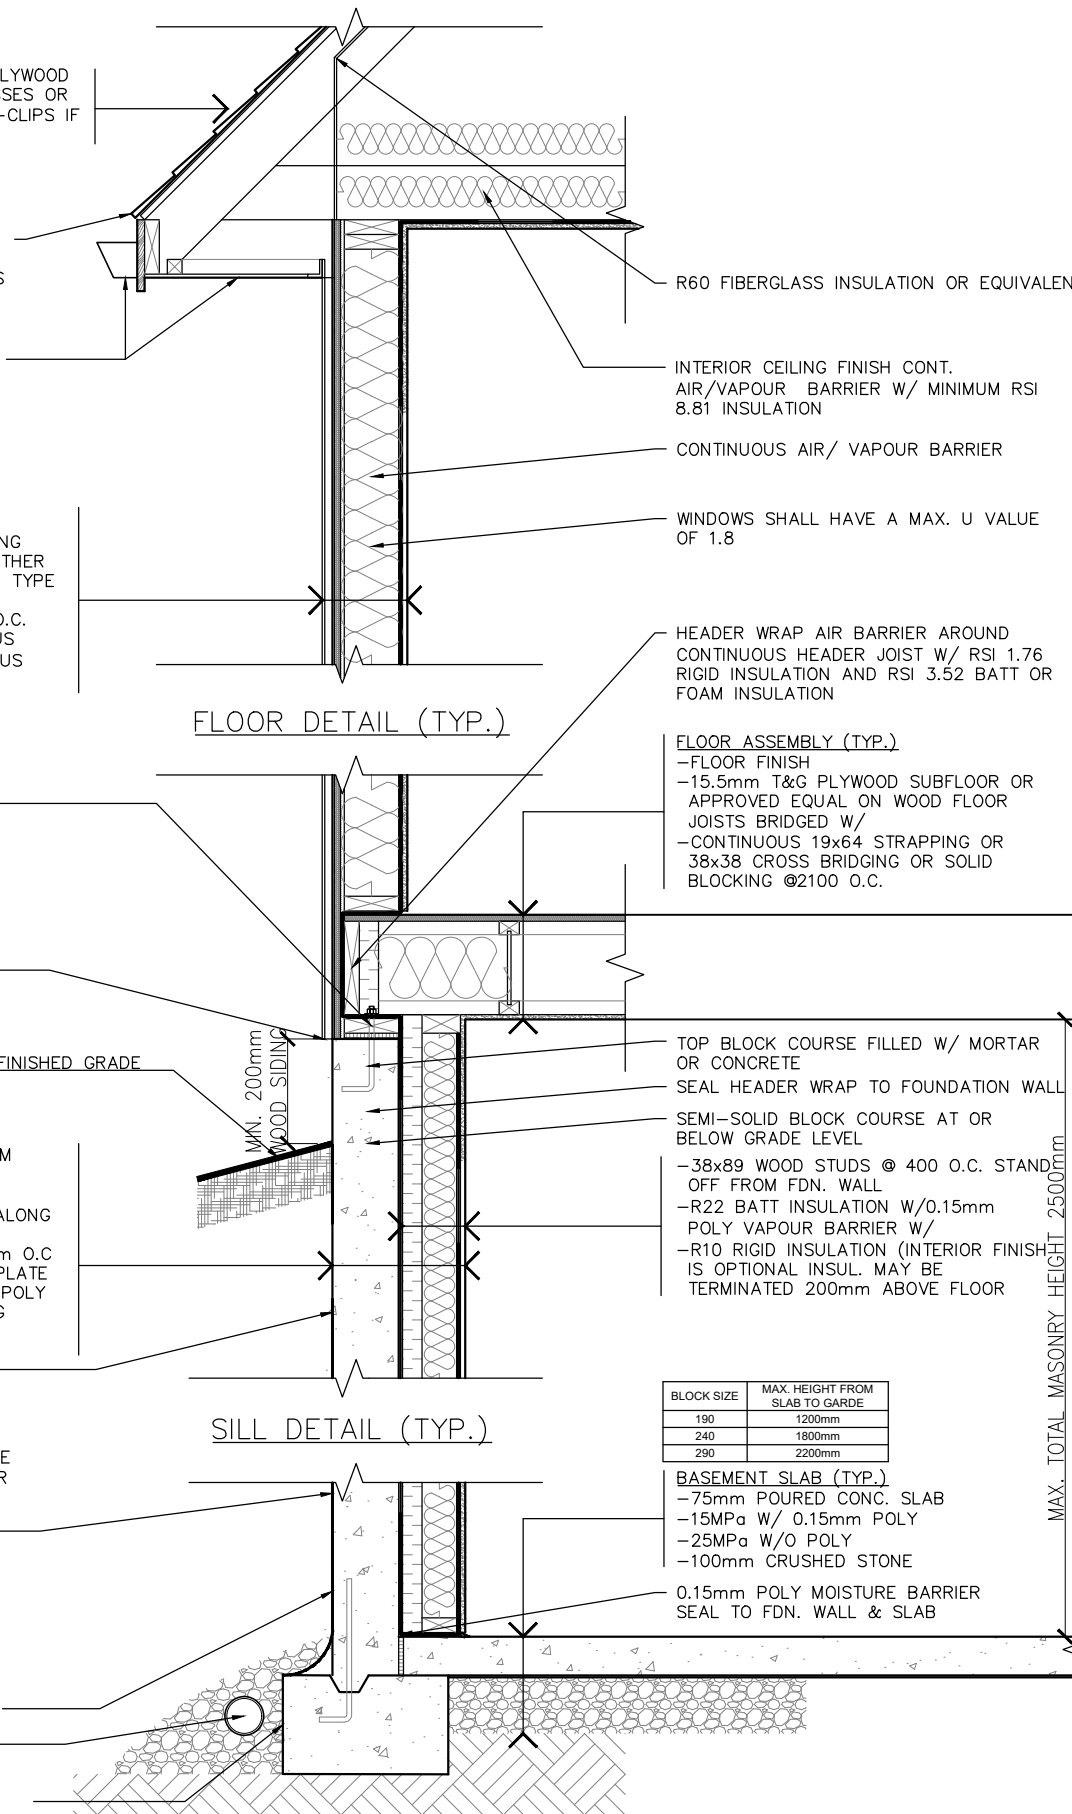 LYWOOD
SSES OR
-CLIPS IF
S
R60 FIBERGLASS INSULATION OR EQUIVALEN
INTERIOR CEILING FINISH CONT.
AIR/VAPOUR BARRIER W/ MINIMUM RSI
8.81 INSULATION
CONTINUOUS AIR/ VAPOUR BARRIER
WINDOWS SHALL HAVE A MAX. U VALUE
OF 1.8
NG
THER
TYPE
O.C.
US
US
HEADER WRAP AIR BARRIER AROUND
CONTINUOUS HEADER JOIST W/ RSI 1.76
RIGID INSULATION AND RSI 3.52 BATT OR
FOAM INSULATION
FLOOR DETAIL (TYP.)
FLOOR ASSEMBLY (TYP.)
-FLOOR FINISH
-15.5mm T&G PLYWOOD SUBFLOOR OR
APPROVED EQUAL ON WOOD FLOOR
JOISTS BRIDGED W/
-CONTINUOUS 19x64 STRAPPING OR
38x38 CROSS BRIDGING OR SOLID
BLOCKING @2100 O.C.
FINISHED GRADE
MIN. 200mm
WOOD SIDING
TOP BLOCK COURSE FILLED W/ MORTAR
OR CONCRETE
SEAL HEADER WRAP TO FOUNDATION WALL
SEMI-SOLID BLOCK COURSE AT OR
BELOW GRADE LEVEL
-38x89 WOOD STUDS @ 400 O.C. STAND
OFF FROM FDN. WALL
-R22 BATT INSULATION W/0.15mm
POLY VAPOUR BARRIER W/
-R10 RIGID INSULATION (INTERIOR FINISH
IS OPTIONAL INSUL. MAY BE
TERMINATED 200mm ABOVE FLOOR
MAX. TOTAL MASONRY HEIGHT 2500mm
M
ALONG
m O.C
PLATE
POLY
G
SILL DETAIL (TYP.)
BLOCK SIZE
MAX. HEIGHT FROM
SLAB TO GARDE
190 1200mm
240 1800mm
290 2200mm
E
R
BASEMENT SLAB (TYP.)
-75mm POURED CONC. SLAB
-15MPa W/ 0.15mm POLY
-25MPa W/O POLY
-100mm CRUSHED STONE
0.15mm POLY MOISTURE BARRIER
SEAL TO FDN. WALL & SLAB